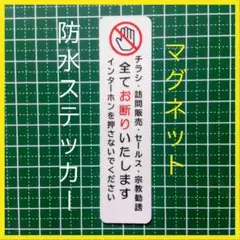 マグネット
チラシ・訪問販売・セールス・宗教勧誘
全てお断りいたします
インターホンを押さないでください
防水ステッカー